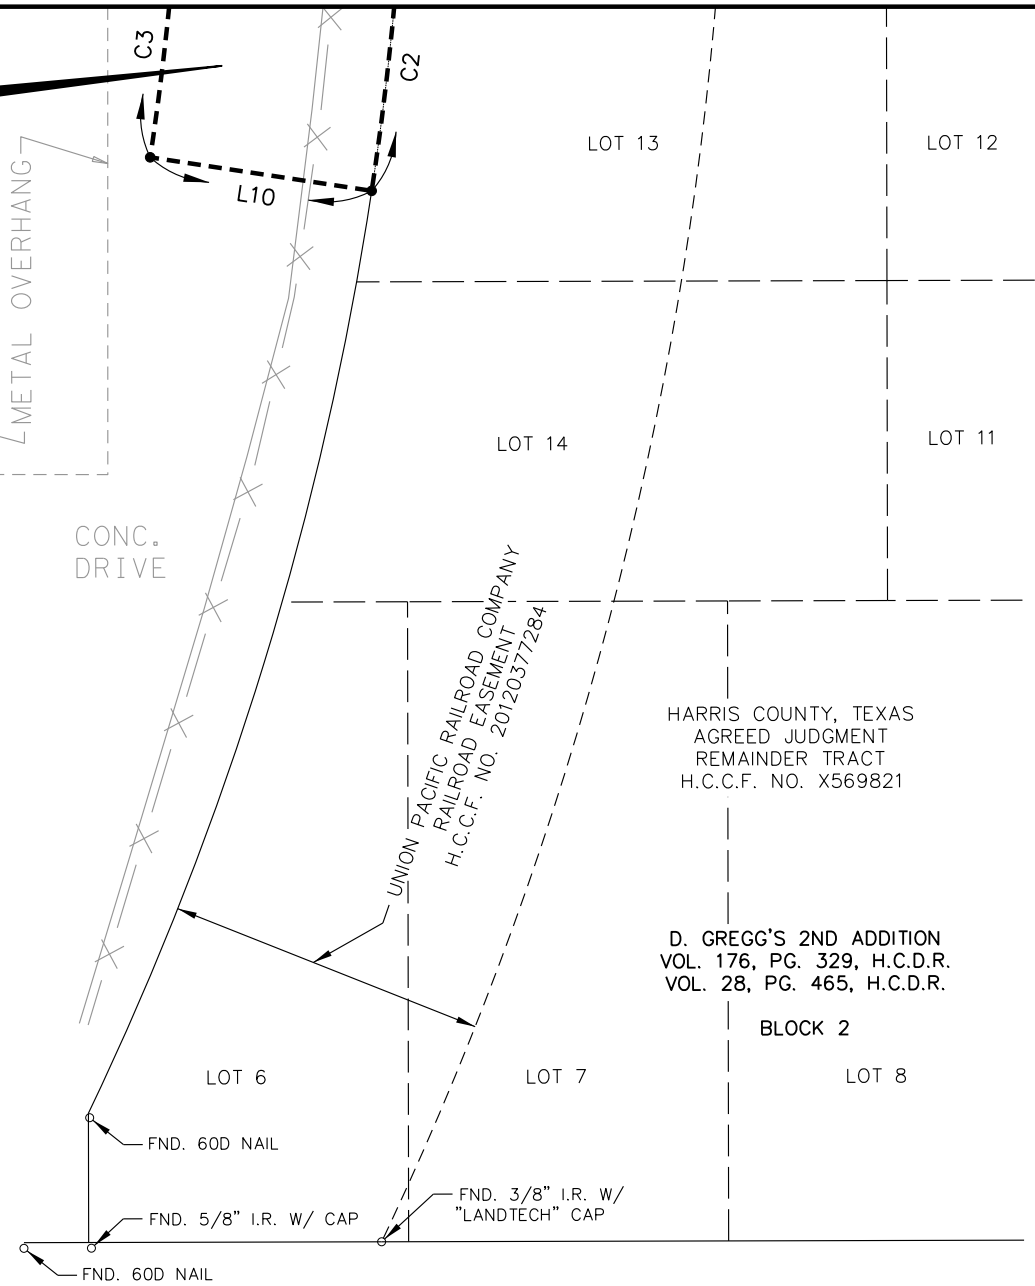 C3
C2
LOT 13
LOT 12
METAL OVERHANG
L10
LOT 14
LOT 11
CONC.
DRIVE
UNION PACIFIC RAILROAD COMPANY
RAILROAD EASEMENT
H.C.C.F. NO. 20120377284
HARRIS COUNTY, TEXAS
AGREED JUDGMENT
REMAINDER TRACT
H.C.C.F. NO. X569821
D. GREGG'S 2ND ADDITION
VOL. 176, PG. 329, H.C.D.R.
VOL. 28, PG. 465, H.C.D.R.
BLOCK 2
LOT 6
LOT 7
LOT 8
FND. 60D NAIL
FND. 3/8" I.R. W/
"LANDTECH" CAP
FND. 5/8" I.R. W/ CAP
FND. 60D NAIL